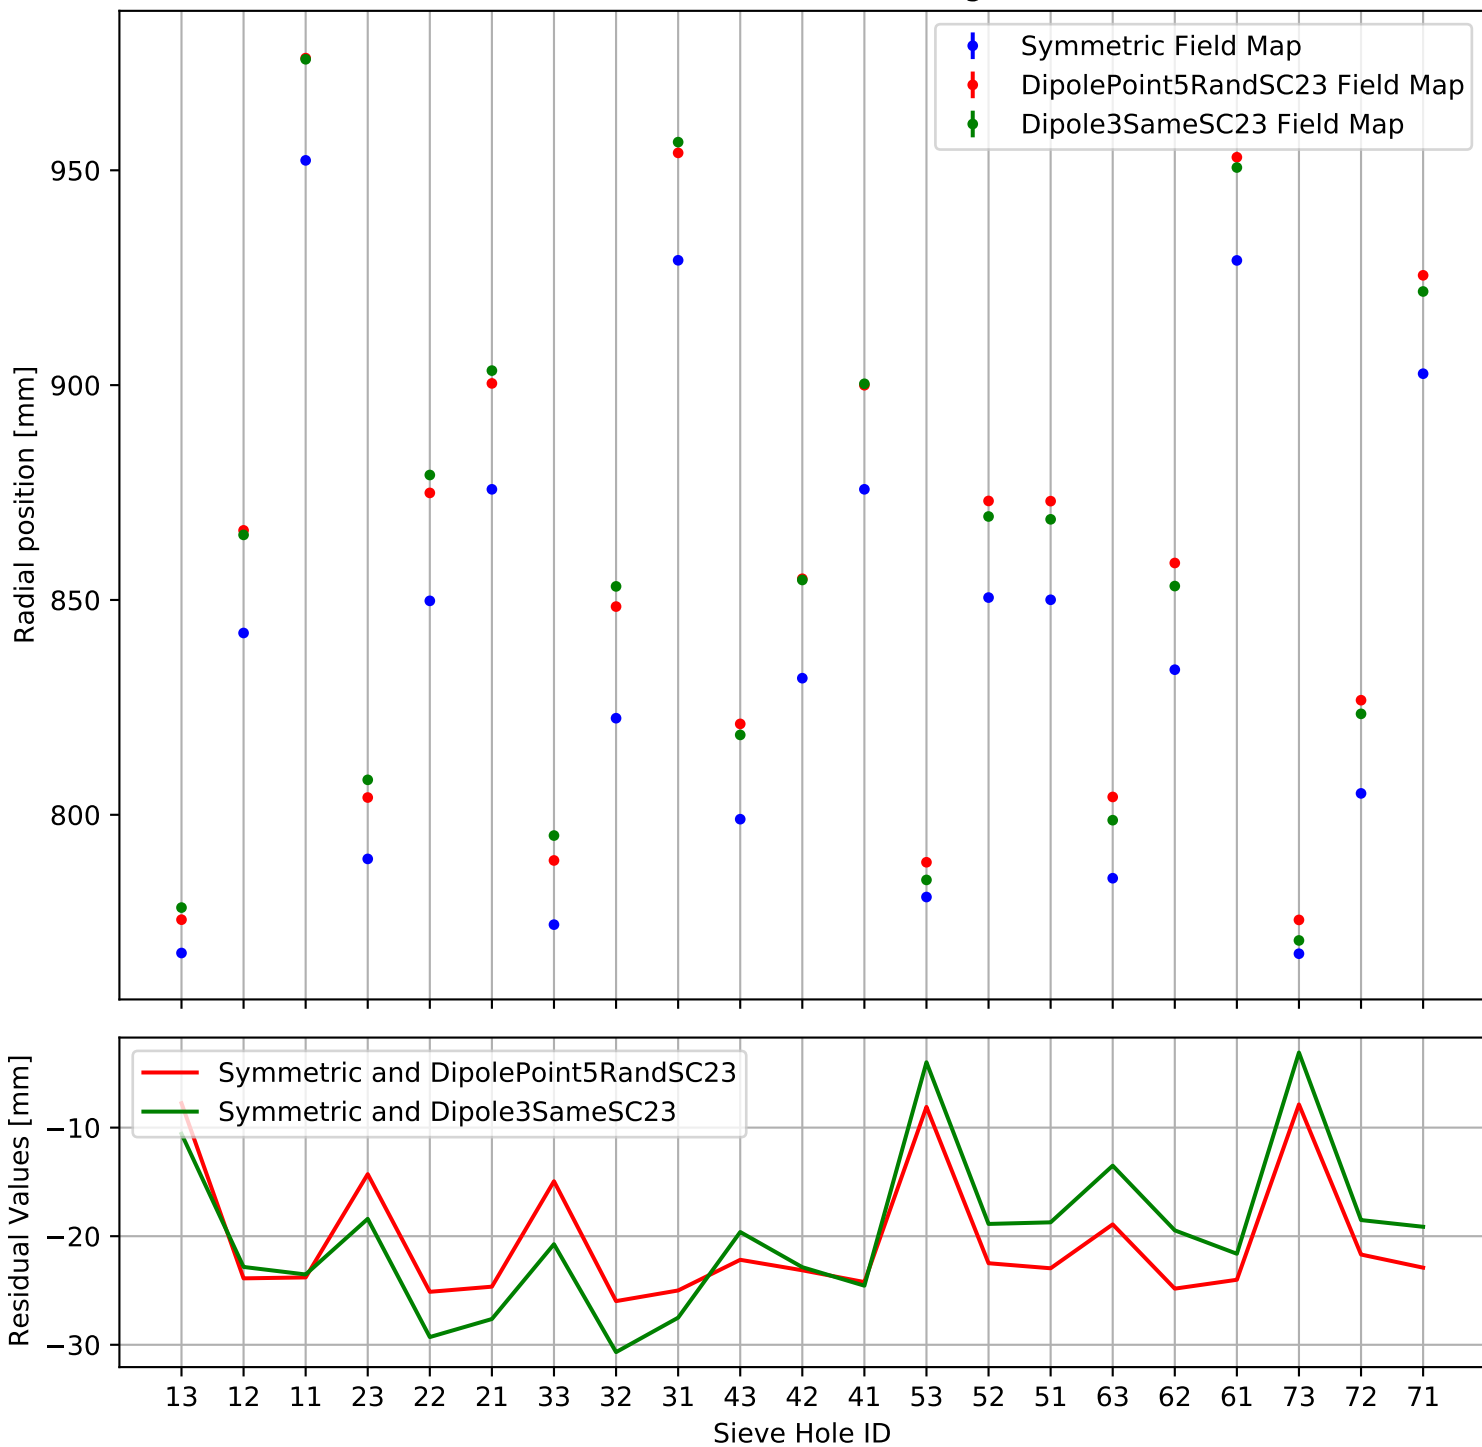 Symmetric Field Map
DipolePoint5RandSC23 Field Map
Dipole3SameSC23 Field Map
950
900
850
800
Radial position [mm]
Symmetric and DipolePoint5RandSC23
Symmetric and Dipole3SameSC23
−10
−20
−30
Residual Values [mm]
13 12 11 23 22 21 33 32 31 43 42 41 53 52 51 63 62 61 73 72 71
Sieve Hole ID